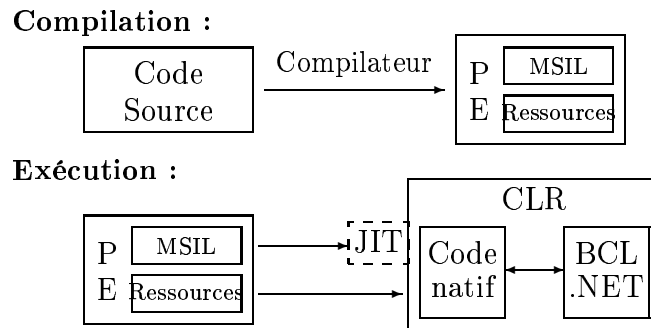 Compilation :
Code
Source
Compilateur
P
E
MSIL
Ressources
Exécution :
P
E
MSIL
Ressources
JIT
CLR
Code
natif
BCL
.NET